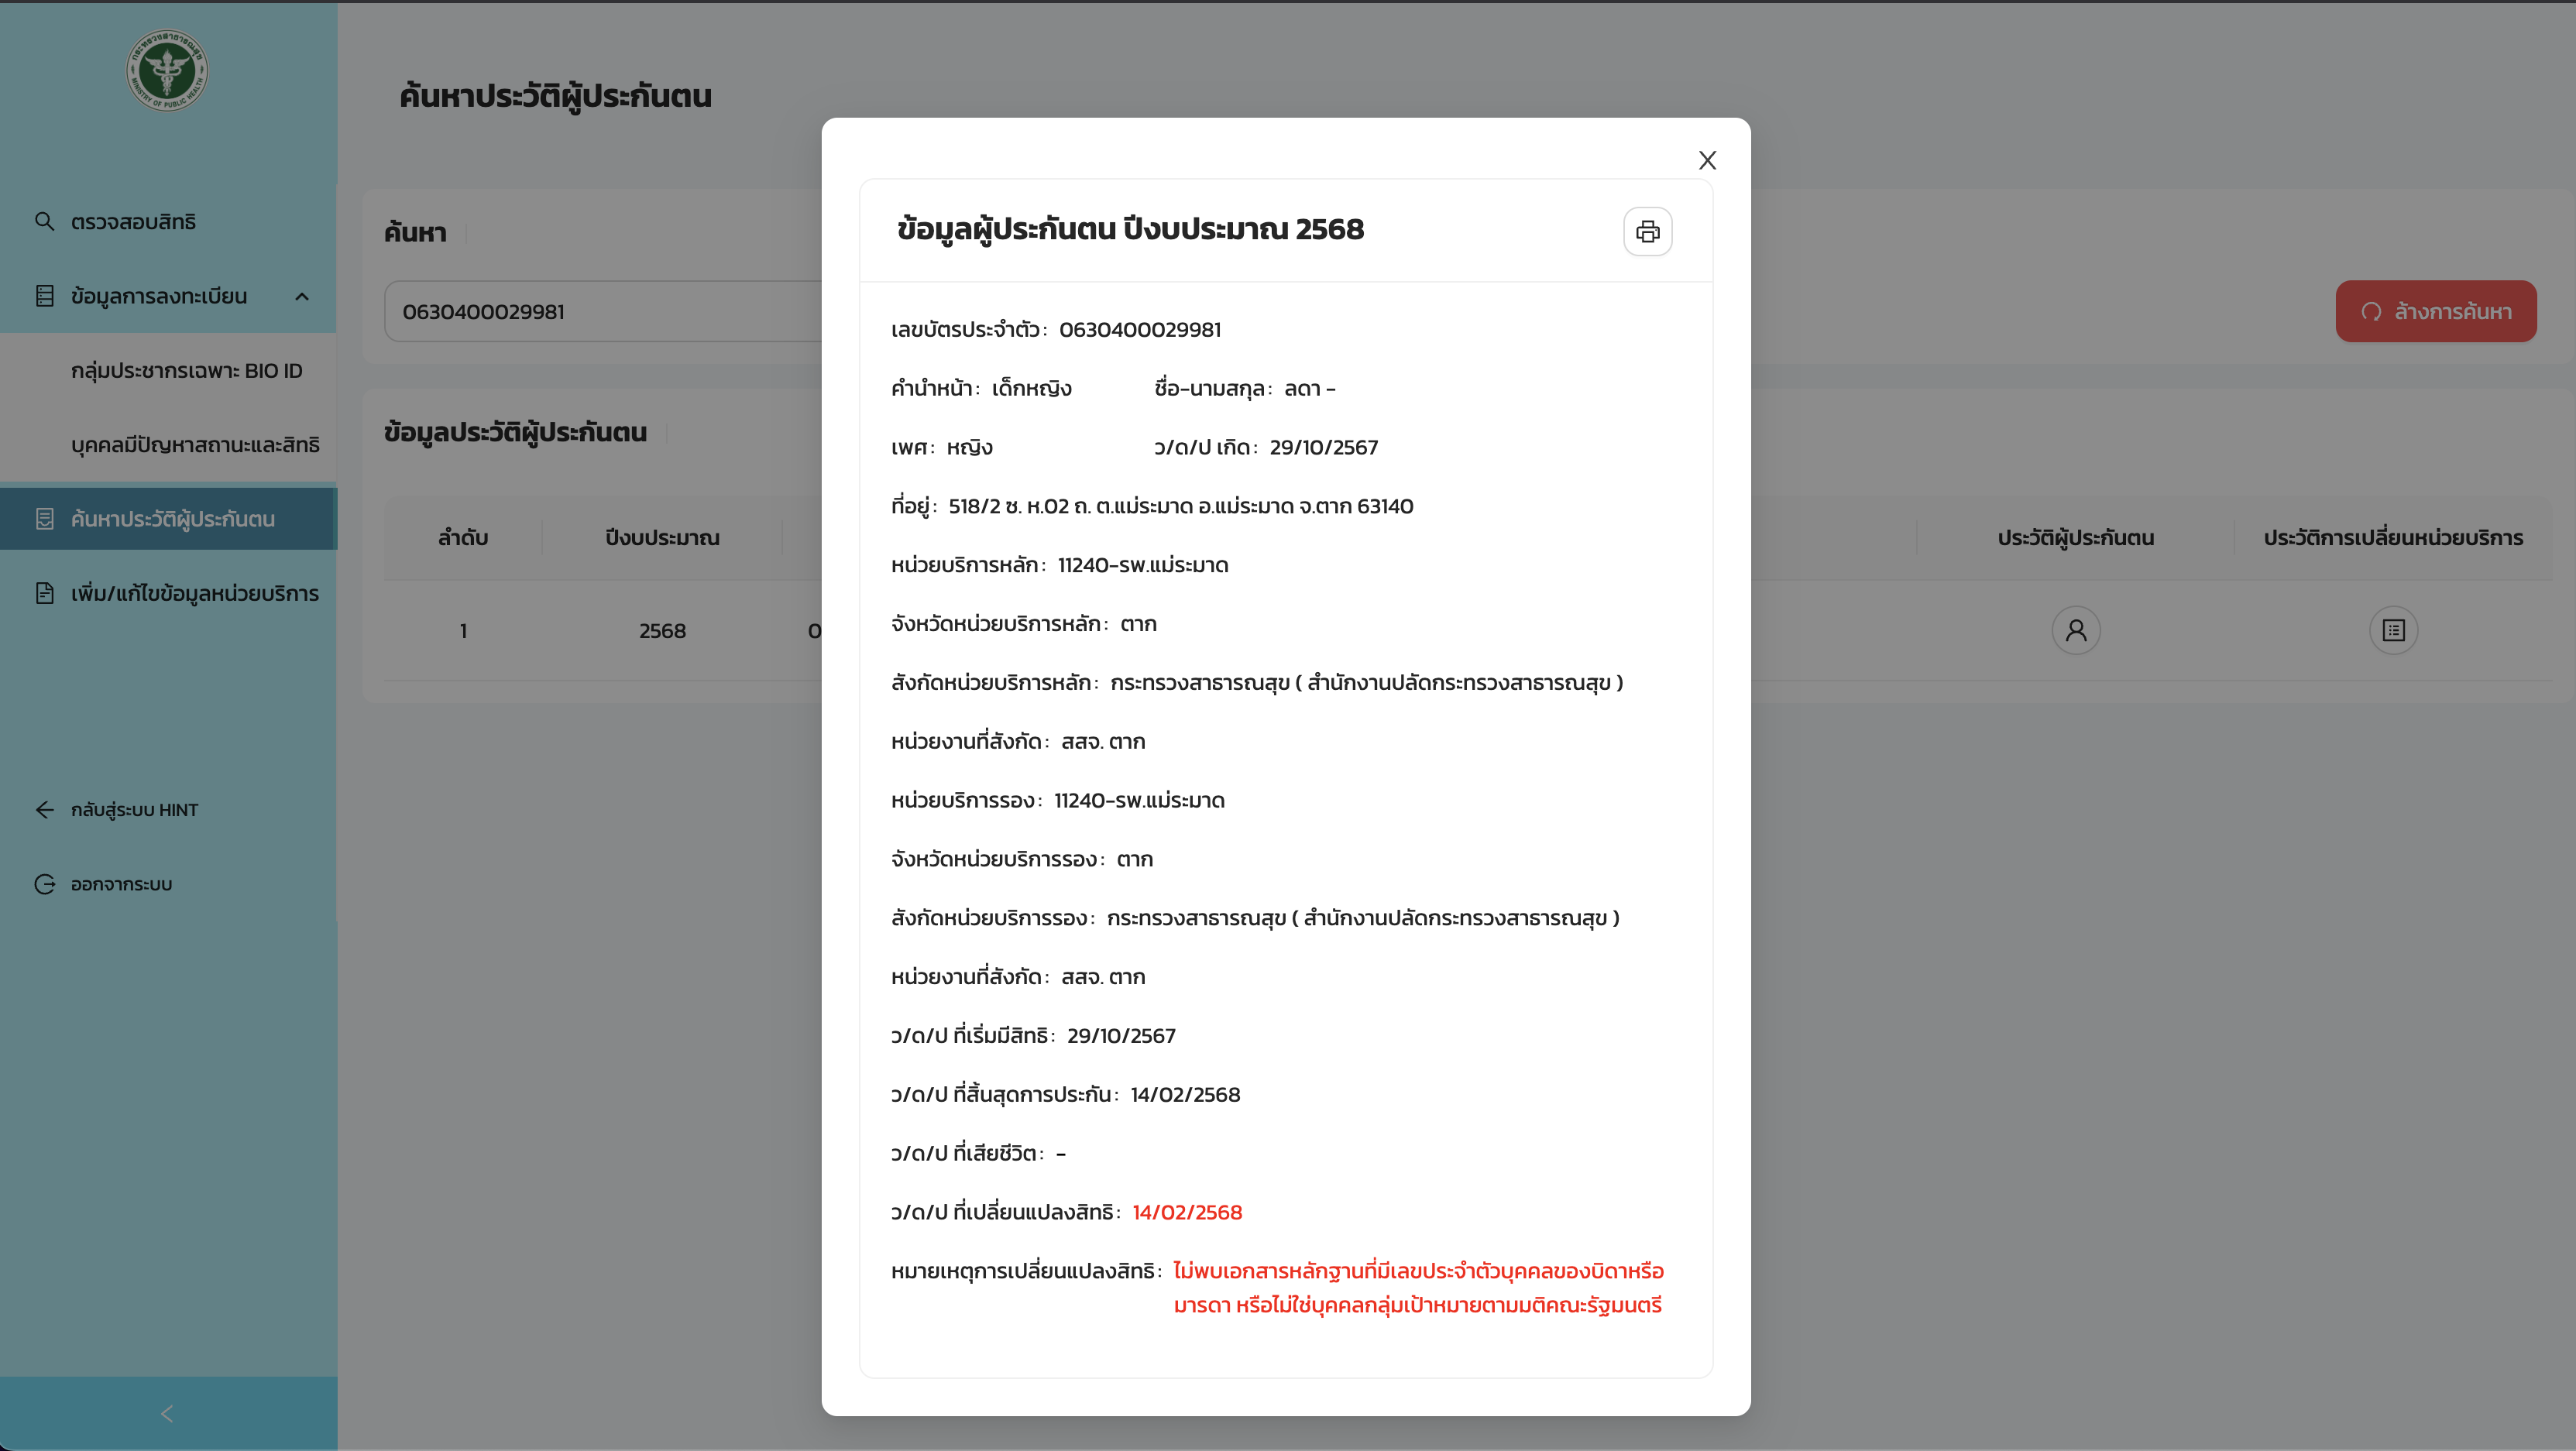 กระทรวงสาธารณสุข
MINISTRY OF PUBLIC HEALTH
ตรวจสอบสิทธิ
ข้อมูลการลงทะเบียน
กลุ่มประชากรเฉพาะ BIO ID
บุคคลมีปัญหาสถานะและสิทธิ
ค้นหาประวัติผู้ประกันตน
เพิ่ม/แก้ไขข้อมูลหน่วยบริการ
กลับสู่ระบบ HINT
ออกจากระบบ
ค้นหาประวัติผู้ประกันตน
ค้นหา
0630400029981
ล้างการค้นหา
ข้อมูลประวัติผู้ประกันตน
ลำดับ ปีงบประมาณ ประวัติผู้ประกันตน ประวัติการเปลี่ยนหน่วยบริการ
1 2568 0
X
ข้อมูลผู้ประกันตน ปีงบประมาณ 2568
เลขบัตรประจำตัว: 0630400029981
คำนำหน้า: เด็กหญิง ชื่อ-นามสกุล: ลดา -
เพศ: หญิง ว/ด/ป เกิด: 29/10/2567
ที่อยู่: 518/2 ซ. ห.02 ถ. ต.แม่ระมาด อ.แม่ระมาด จ.ตาก 63140
หน่วยบริการหลัก: 11240-รพ.แม่ระมาด
จังหวัดหน่วยบริการหลัก: ตาก
สังกัดหน่วยบริการหลัก: กระทรวงสาธารณสุข ( สำนักงานปลัดกระทรวงสาธารณสุข )
หน่วยงานที่สังกัด: สสจ. ตาก
หน่วยบริการรอง: 11240-รพ.แม่ระมาด
จังหวัดหน่วยบริการรอง: ตาก
สังกัดหน่วยบริการรอง: กระทรวงสาธารณสุข ( สำนักงานปลัดกระทรวงสาธารณสุข )
หน่วยงานที่สังกัด: สสจ. ตาก
ว/ด/ป ที่เริ่มมีสิทธิ: 29/10/2567
ว/ด/ป ที่สิ้นสุดการประกัน: 14/02/2568
ว/ด/ป ที่เสียชีวิต: -
ว/ด/ป ที่เปลี่ยนแปลงสิทธิ: 14/02/2568
หมายเหตุการเปลี่ยนแปลงสิทธิ: ไม่พบเอกสารหลักฐานที่มีเลขประจำตัวบุคคลของบิดาหรือ
มารดา หรือไม่ใช่บุคคลกลุ่มเป้าหมายตามมติคณะรัฐมนตรี